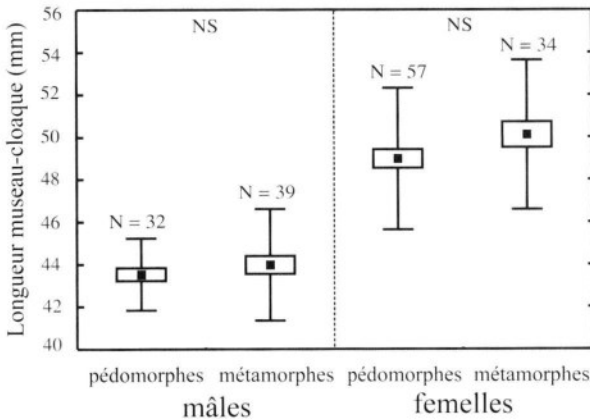 Longueur museau-cloaque (mm)
56
54
52
50
48
46
44
42
40
NS
NS
N = 32
N = 39
N = 57
N = 34
pédomorphes métamorphes pédomorphes métamorphes
mâles femelles